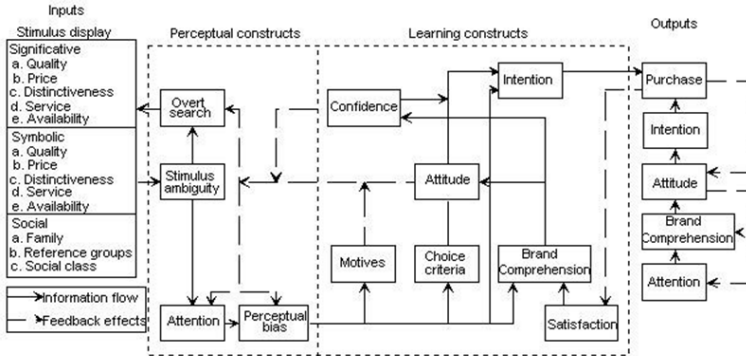 Inputs
Stimulus display
Significative
a. Quality
b. Price
c. Distinctiveness
d. Service
e. Availability
Symbolic
a. Quality
b. Price
c. Distinctiveness
d. Service
e. Availability
Social
a. Family
b. Reference groups
c. Social class
Information flow
Feedback effects
Perceptual constructs
Overt
search
Stimulus
ambiguity
Attention
Perceptual
bias
Learning constructs
Confidence
Intention
Attitude
Motives
Choice
criteria
Brand
Comprehension
Satisfaction
Outputs
Purchase
Intention
Attitude
Brand
Comprehension
Attention